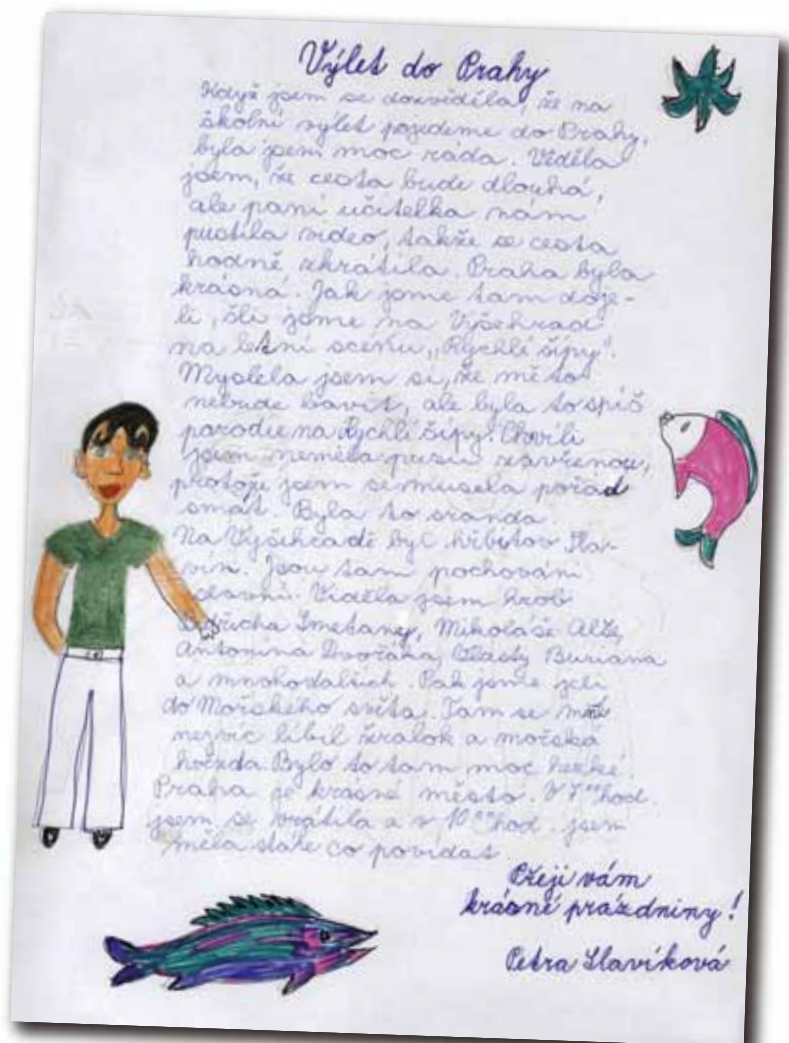 Výlet do Prahy
Když jsem se dozvěděla, že na
školní výlet pojedeme do Prahy,
byla jsem moc ráda. Věděla
jsem, že cesta bude dlouhá,
ale paní učitelka nám
pustila video, takže se cesta
hodně zkrátila. Praha byla
krásná. Jak jsme tam doje-
li, šli jsme na Vyšehrad
na letní scénu „Rychlé šípy".
Myslela jsem si, že mě to
nebude bavit, ale byla to spíš
parodie na Rychlé šípy. Chvíli
jsem neměla pusu zavřenou,
protože jsem se musela pořád
smát. Byla to sranda.
Na Vyšehradě byl hřbitov Sla-
vín. Jsou tam pochováni
slavní. Viděla jsem hrob
Bedřicha Smetany, Mikoláše Alše,
Antonína Dvořáka, Vlasty Buriana
a mnoho dalších. Pak jsme jeli
do Mořského světa. Tam se mně
nejvíc líbil žralok a mořská
hvězda. Bylo to tam moc hezké.
Praha je krásné město. V 7⁰⁰ hod.
jsem se vrátila a v 10⁰⁰ hod. jsem
měla stále co povídat.
Přeji vám
krásné prázdniny!
Petra Slavíková